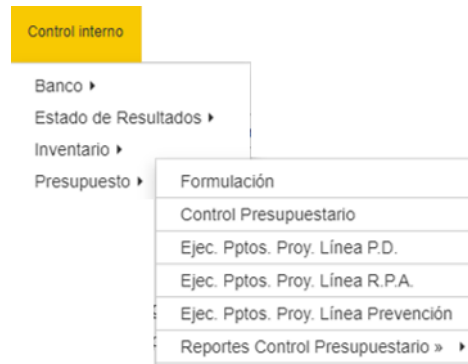 Control interno
Banco
Estado de Resultados
Inventario
Presupuesto
Formulación
Control Presupuestario
Ejec. Pptos. Proy. Línea P.D.
Ejec. Pptos. Proy. Línea R.P.A.
Ejec. Pptos. Proy. Línea Prevención
Reportes Control Presupuestario »